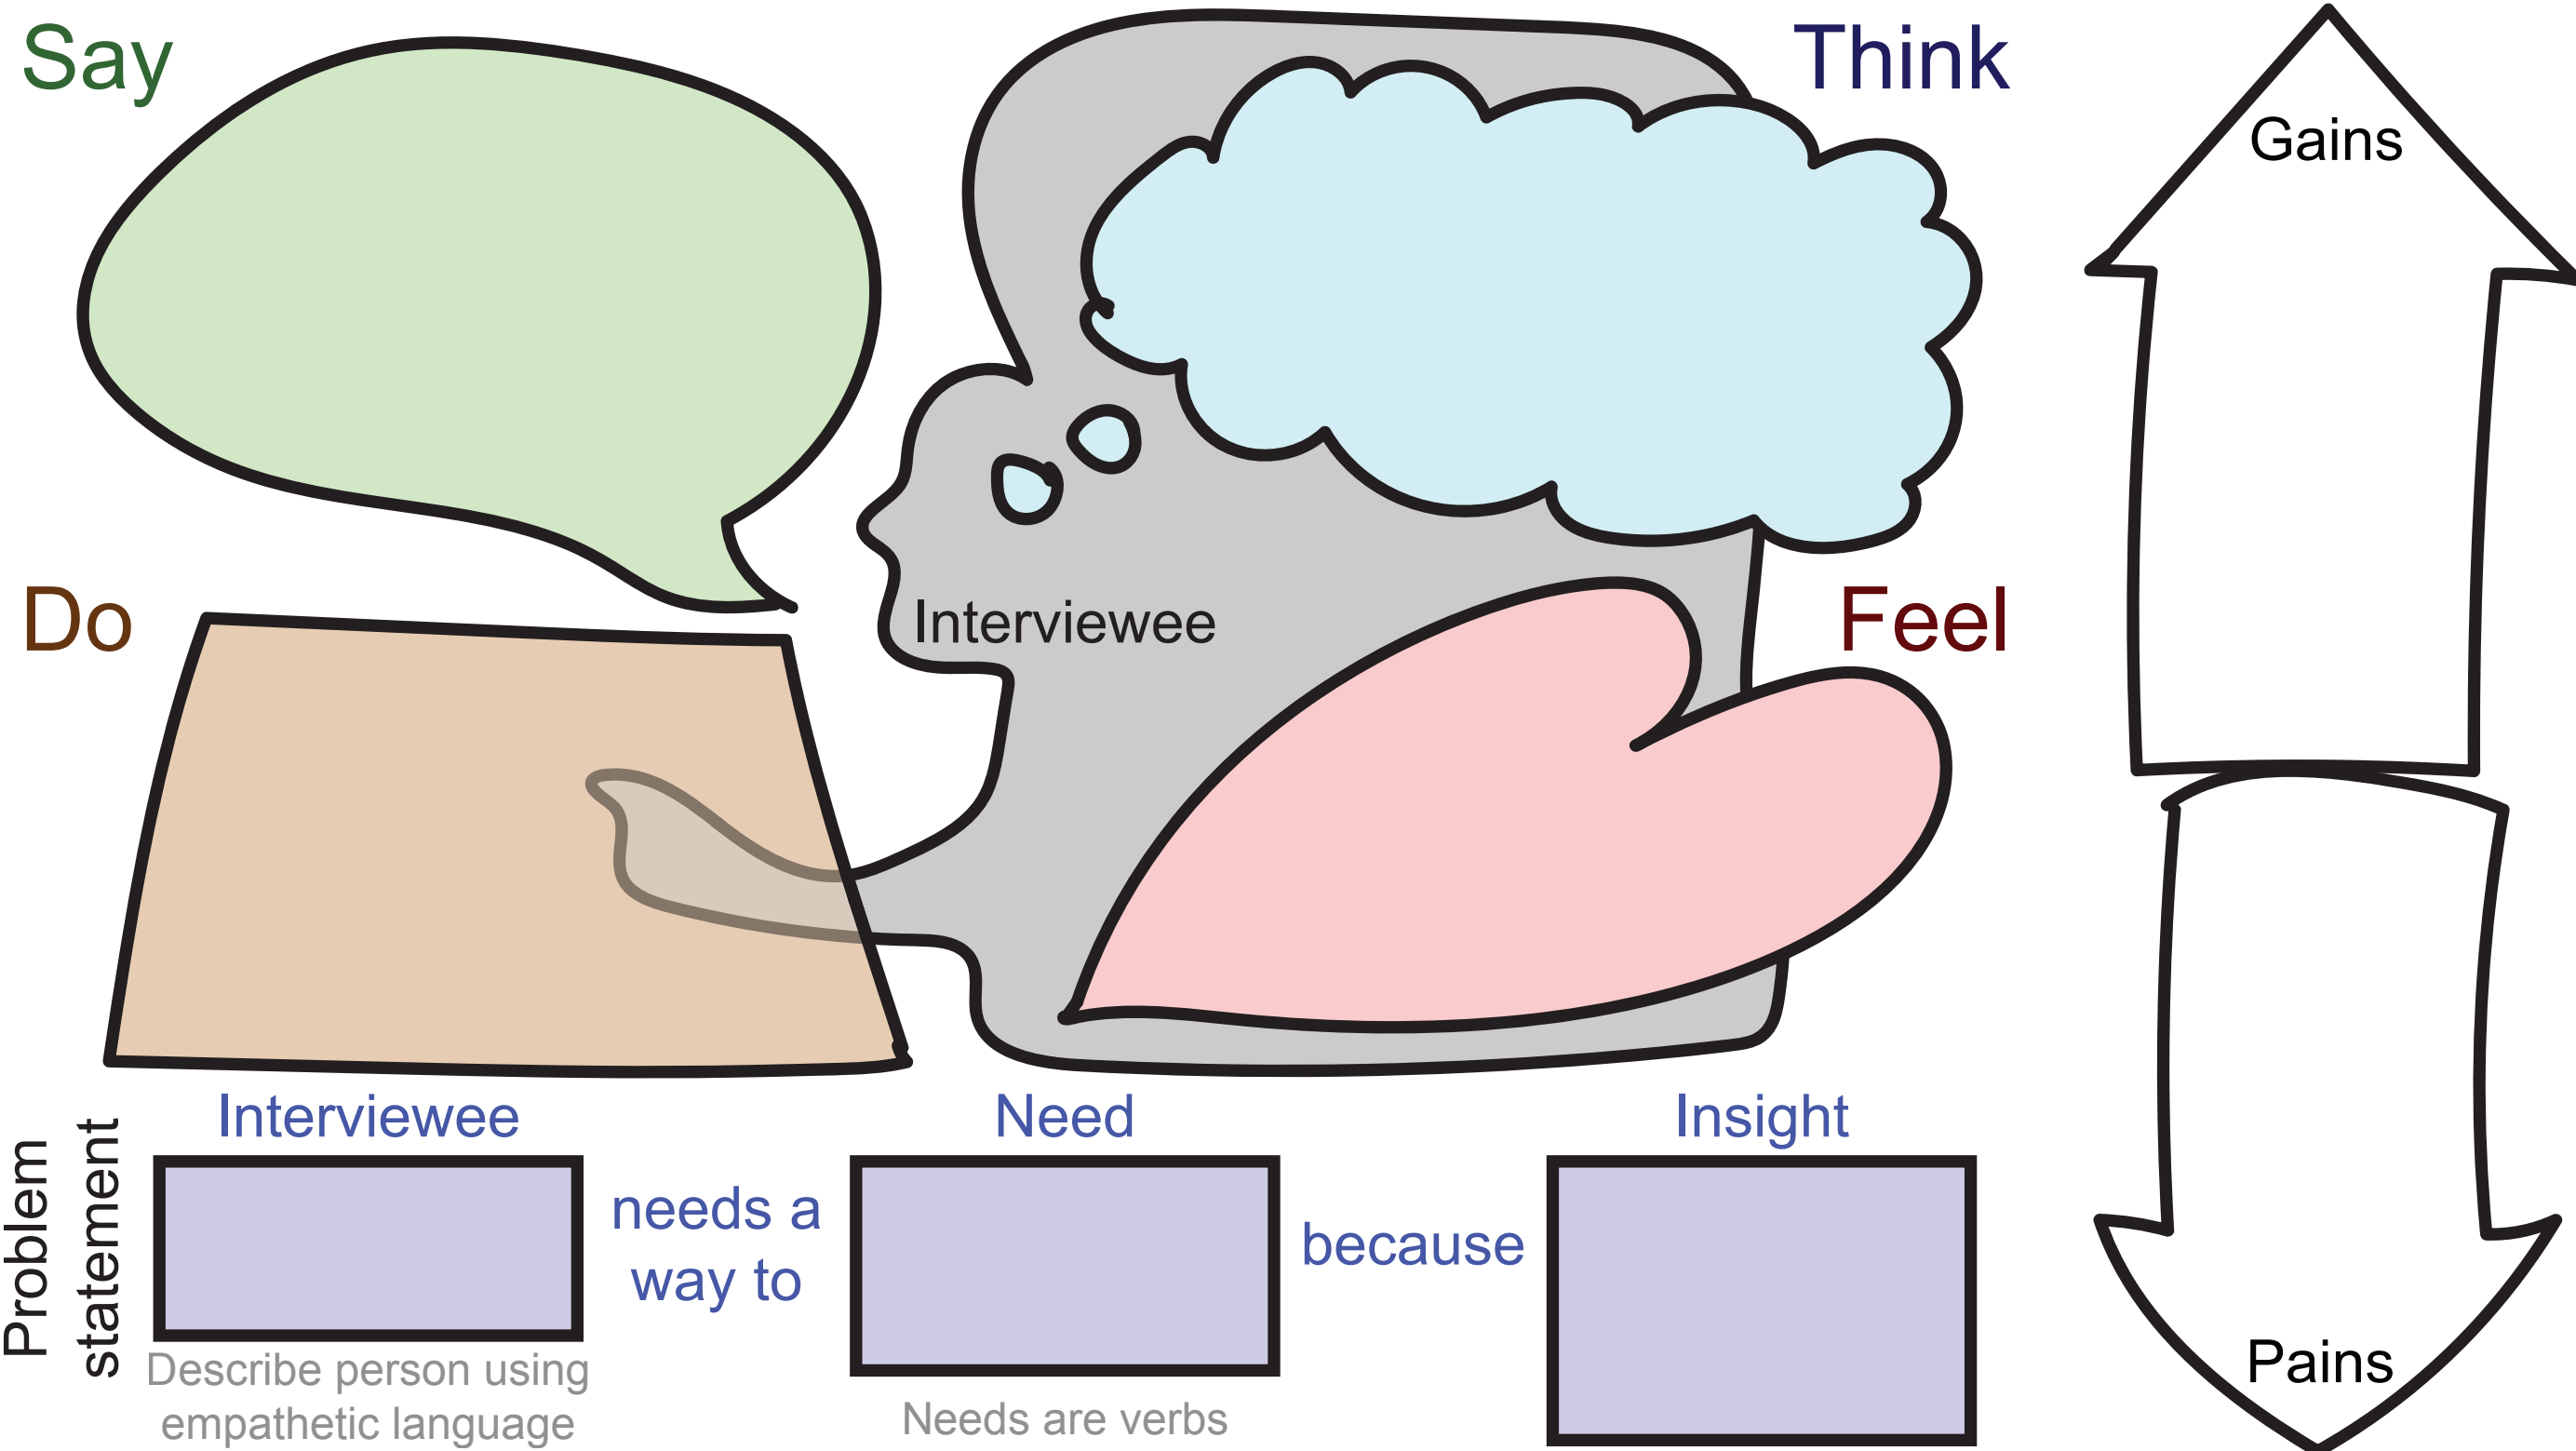 Say
Think
Gains
Do
Interviewee
Feel
Problem
statement
Interviewee
needs a
way to
Need
because
Insight
Describe person using
empathetic language
Needs are verbs
Pains